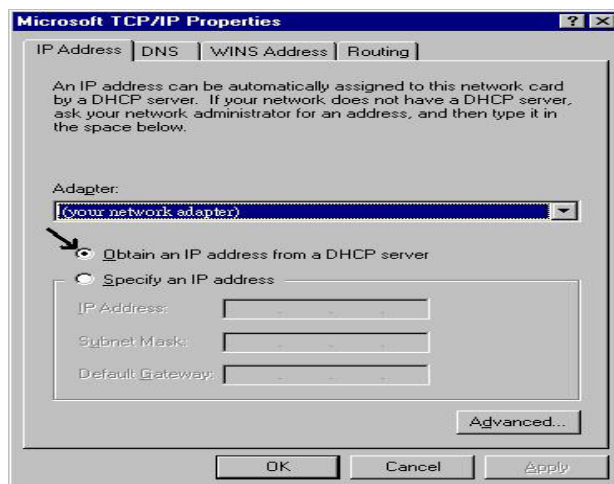 Microsoft TCP/IP Properties
IP Address DNS WINS Address Routing
An IP address can be automatically assigned to this network card
by a DHCP server. If your network does not have a DHCP server,
ask your network administrator for an address, and then type it in
the space below.
Adapter:
(your network adapter)
Obtain an IP address from a DHCP server
Specify an IP address
IP Address:
Subnet Mask:
Default Gateway:
Advanced...
OK Cancel Apply